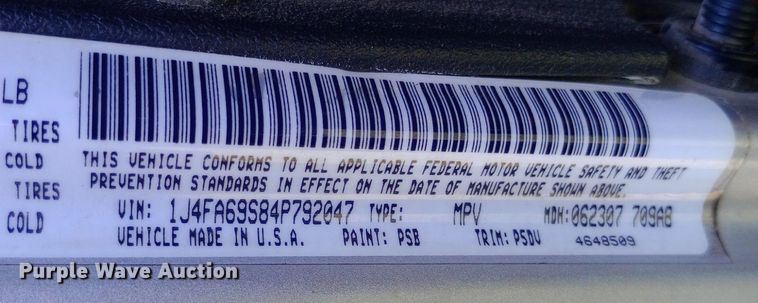 LB
TIRES
COLD
TIRES
COLD
THIS VEHICLE CONFORMS TO ALL APPLICABLE FEDERAL MOTOR VEHICLE SAFETY AND THEFT
PREVENTION STANDARDS IN EFFECT ON THE DATE OF MANUFACTURE SHOWN ABOVE.
VIN: 1J4FA69S84P792047 TYPE: MPV MDH:062307 709AB
VEHICLE MADE IN U.S.A. PAINT: PSB TRIM:PSDV 4648509
Purple Wave Auction